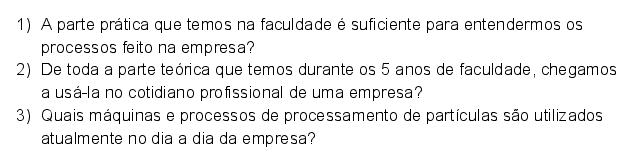 1) A parte prática que temos na faculdade é suficiente para entendermos os
processos feito na empresa?
2) De toda a parte teórica que temos durante os 5 anos de faculdade, chegamos
a usá-la no cotidiano profissional de uma empresa?
3) Quais máquinas e processos de processamento de partículas são utilizados
atualmente no dia a dia da empresa?